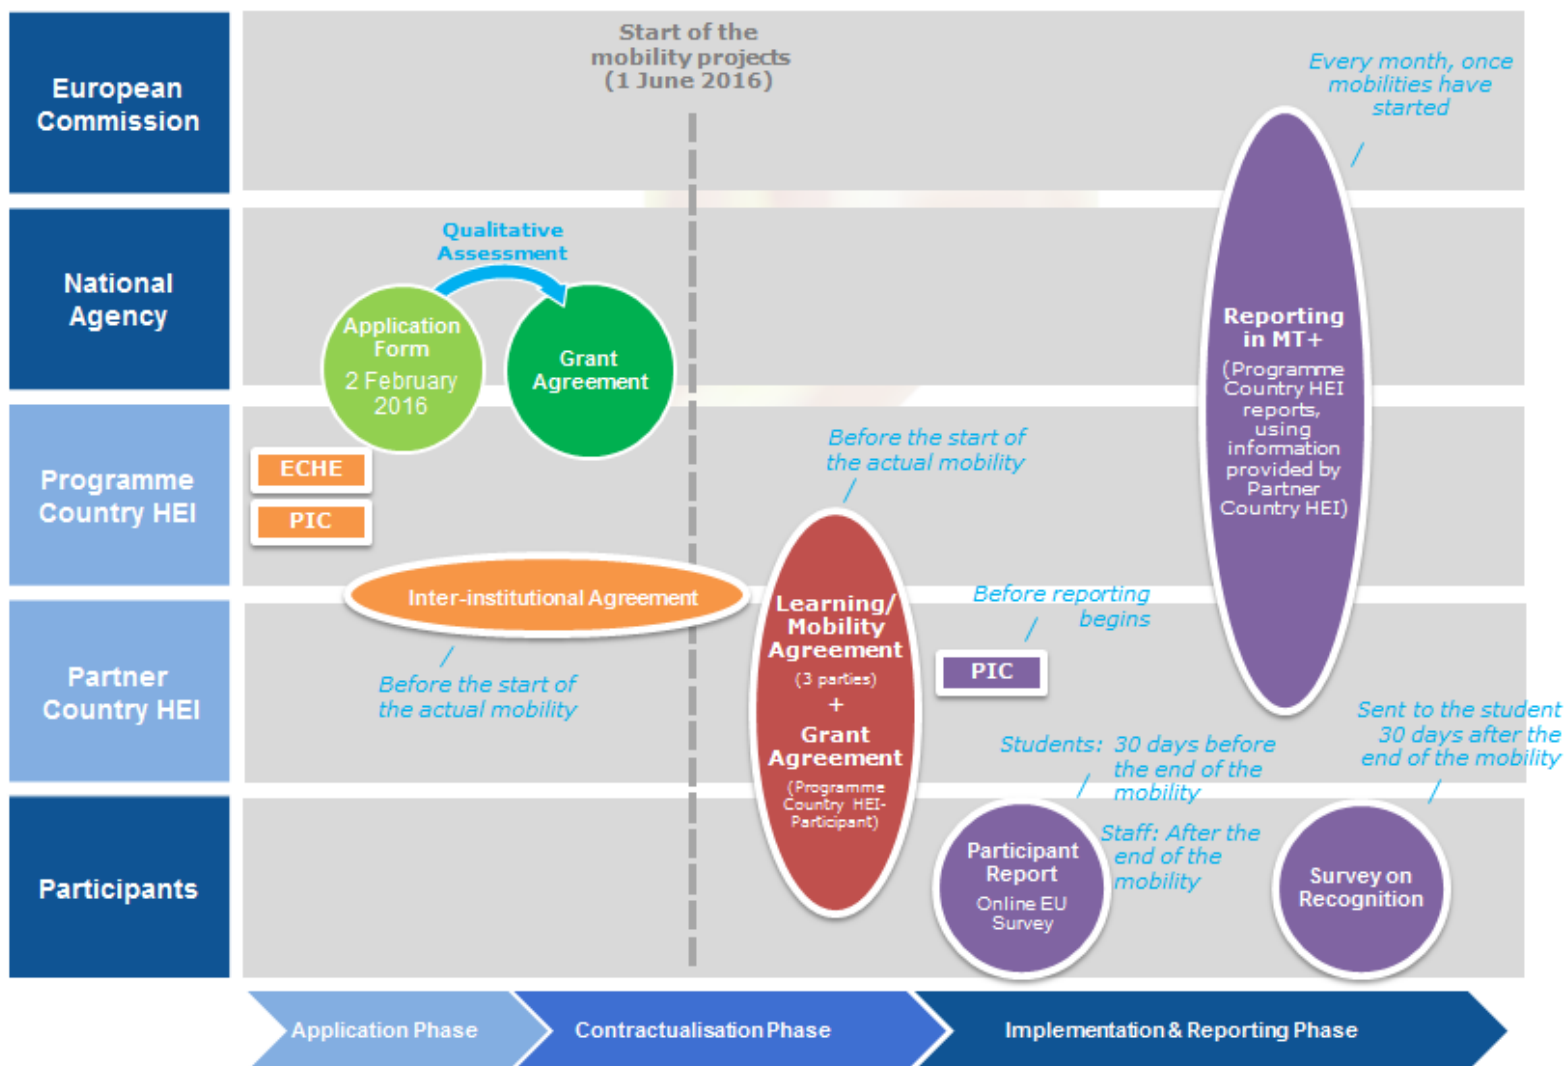 European
Commission
Start of the
mobility projects
(1 June 2016)
Every month, once
mobilities have
started
National
Agency
Qualitative
Assessment
Application
Form
2 February
2016
Grant
Agreement
Reporting
in MT+
(Programme
Country HEI
reports,
using
information
provided by
Partner
Country HEI)
Programme
Country HEI
ECHE
PIC
Before the start of
the actual mobility
Inter-institutional Agreement
Partner
Country HEI
Before the start of
the actual mobility
Learning/
Mobility
Agreement
(3 parties)
+
Grant
Agreement
(Programme
Country HEI-
Participant)
Before reporting
begins
PIC
Students: 30 days before
the end of the
mobility
Staff: After the
end of the
mobility
Sent to the student
30 days after the
end of the mobility
Participants
Participant
Report
Online EU
Survey
Survey on
Recognition
Application Phase
Contractualisation Phase
Implementation & Reporting Phase